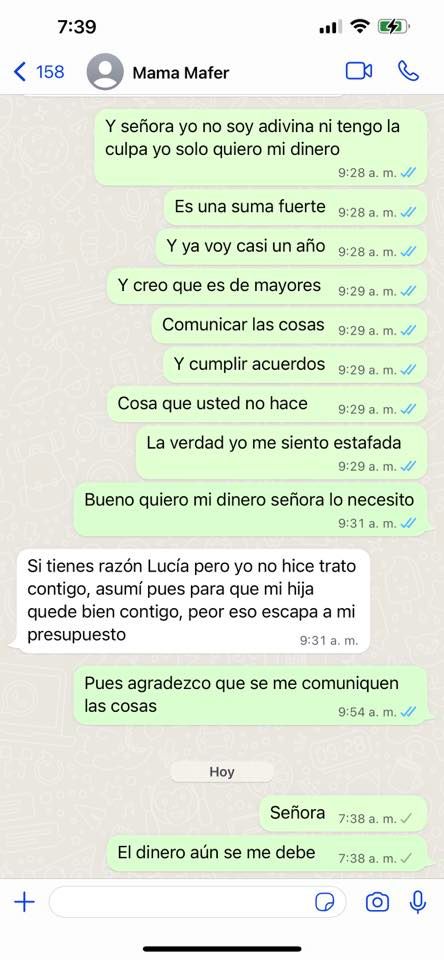 7:39
158
Mama Mafer
Y señora yo no soy adivina ni tengo la
culpa yo solo quiero mi dinero
9:28 a. m.
Es una suma fuerte 9:28 a. m.
Y ya voy casi un año 9:28 a. m.
Y creo que es de mayores 9:29 a. m.
Comunicar las cosas 9:29 a. m.
Y cumplir acuerdos 9:29 a. m.
Cosa que usted no hace 9:29 a. m.
La verdad yo me siento estafada
9:29 a. m.
Bueno quiero mi dinero señora lo necesito
9:31 a. m.
Si tienes razón Lucía pero yo no hice trato
contigo, asumí pues para que mi hija
quede bien contigo, peor eso escapa a mi
presupuesto 9:31 a. m.
Pues agradezco que se me comuniquen
las cosas 9:54 a. m.
Hoy
Señora 7:38 a. m.
El dinero aún se me debe 7:38 a. m.